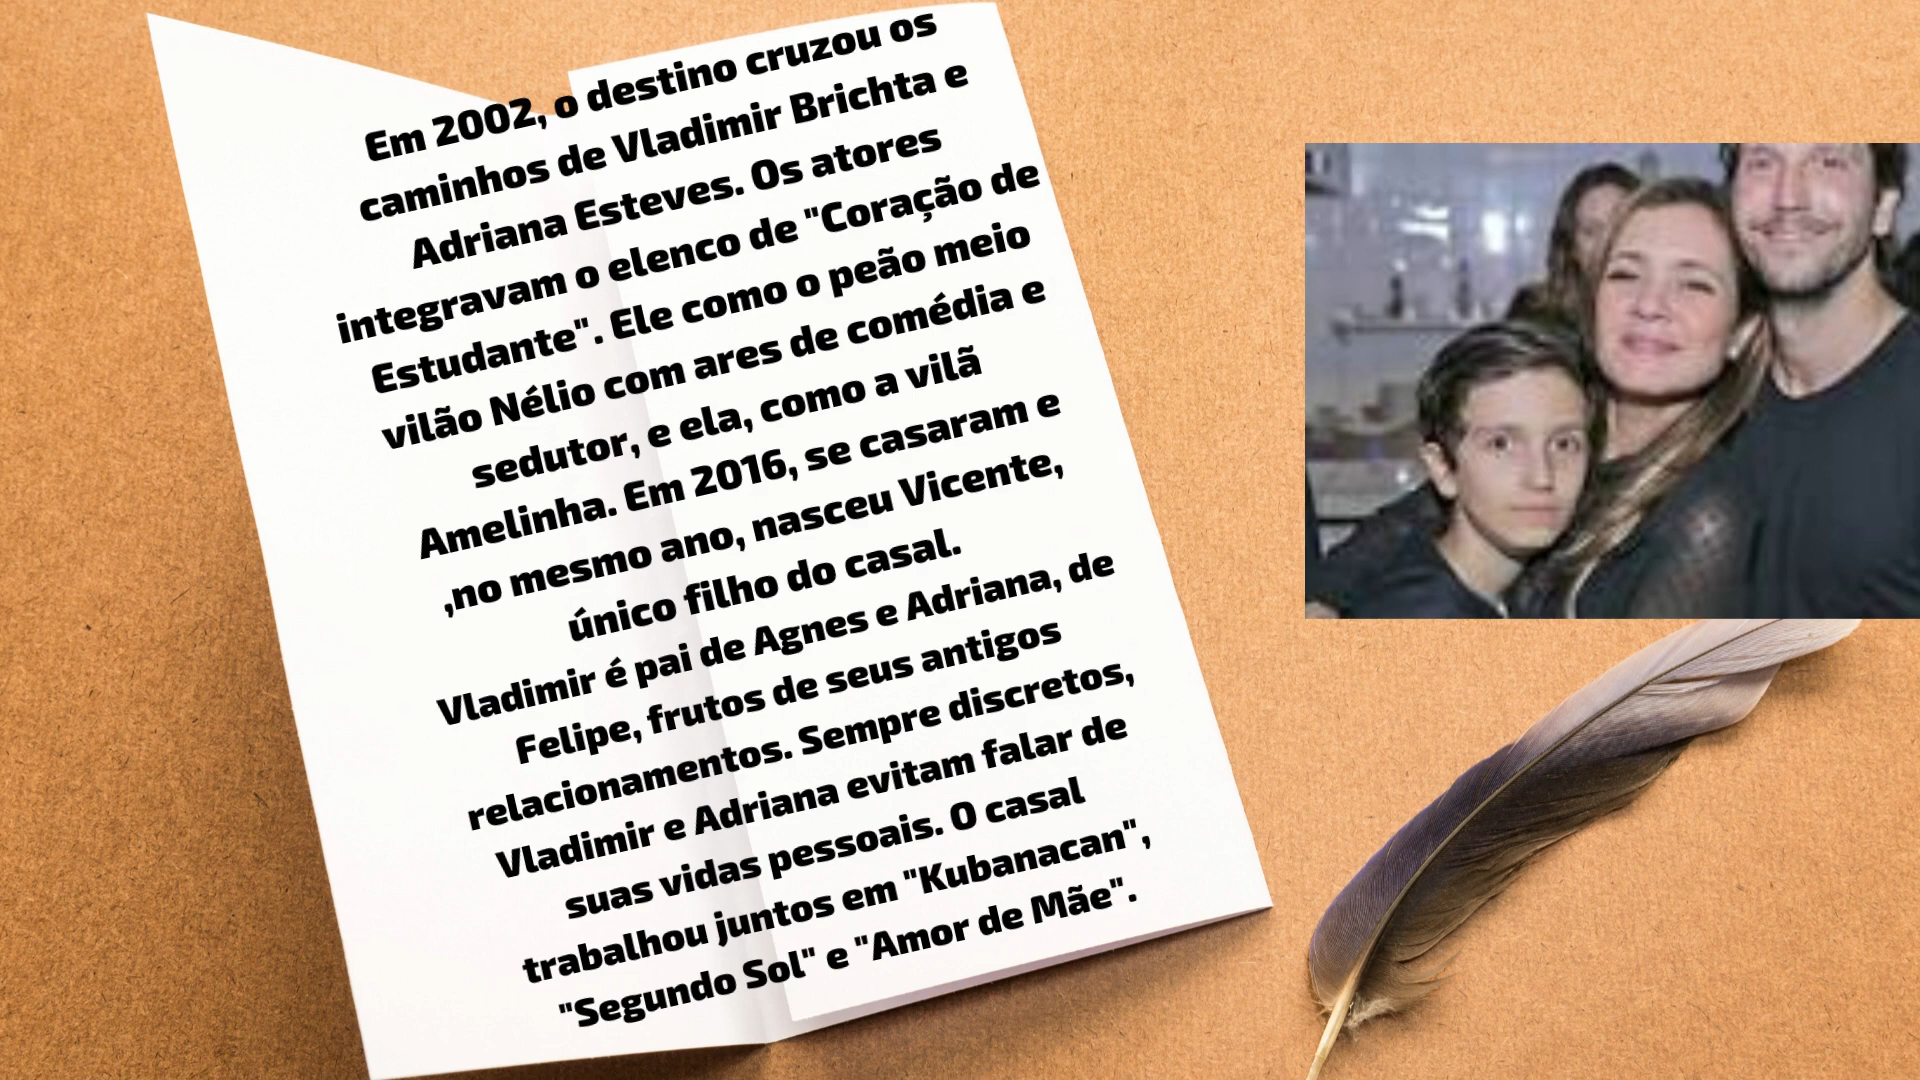 Em 2002, o destino cruzou os
caminhos de Vladimir Brichta e
Adriana Esteves. Os atores
integravam o elenco de "Coração de
Estudante". Ele como o peão meio
vilão Nélio com ares de comédia e
sedutor, e ela, como a vilã
Amelinha. Em 2016, se casaram e
,no mesmo ano, nasceu Vicente,
único filho do casal.
Vladimir é pai de Agnes e Adriana, de
Felipe, frutos de seus antigos
relacionamentos. Sempre discretos,
Vladimir e Adriana evitam falar de
suas vidas pessoais. O casal
trabalhou juntos em "Kubanacan",
"Segundo Sol" e "Amor de Mãe".